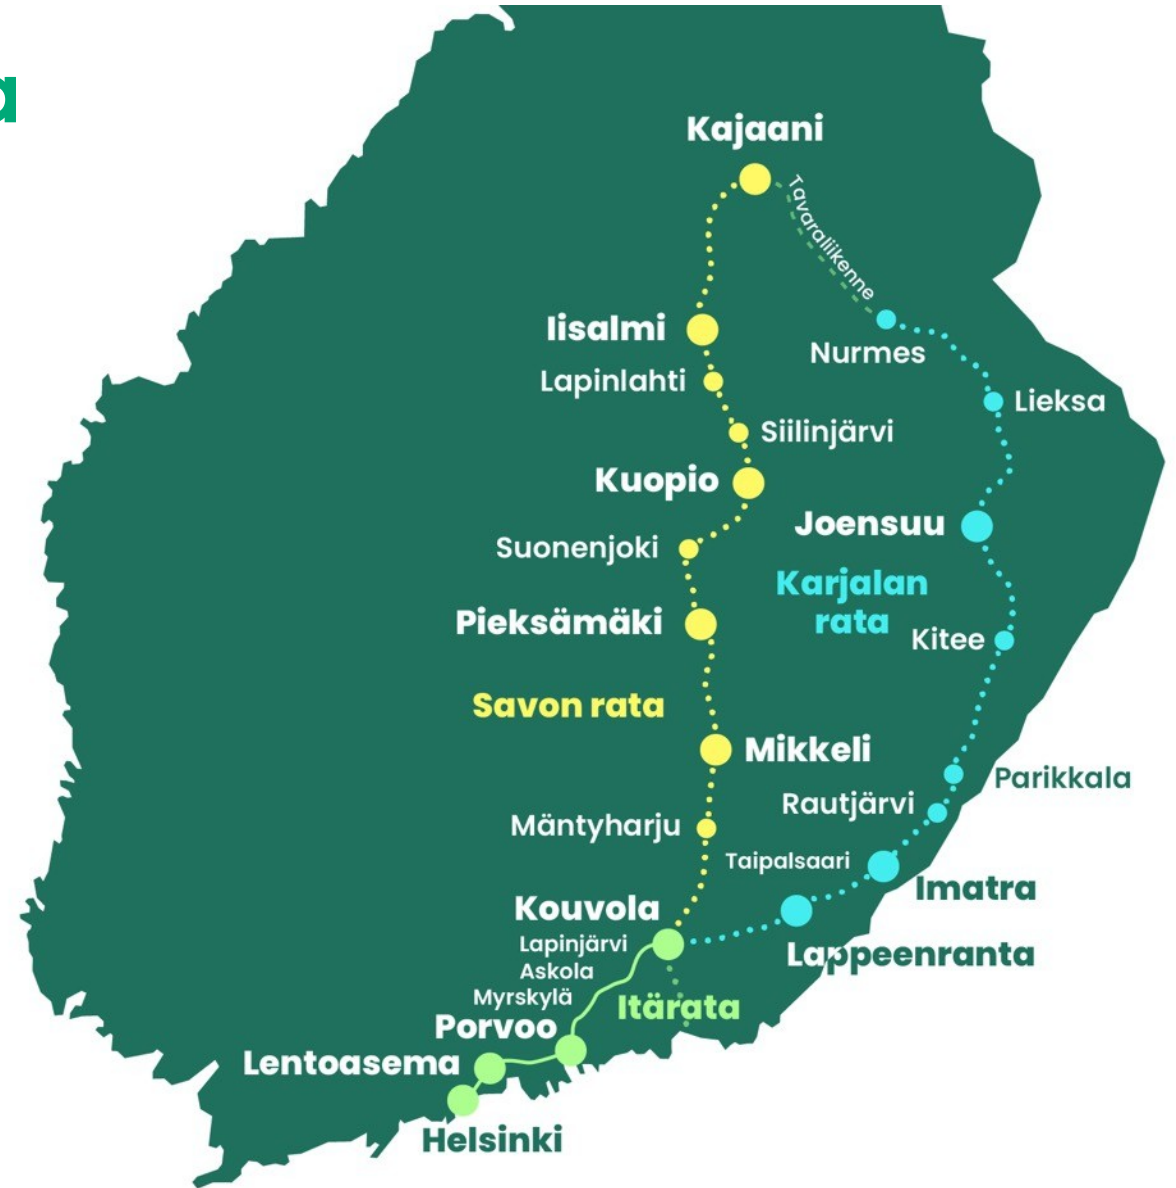 a
Kajaani
Tavaraliikenne
Iisalmi
Nurmes
Lapinlahti
Lieksa
Siilinjärvi
Kuopio
Joensuu
Suonenjoki
Karjalan
rata
Pieksämäki
Kitee
Savon rata
Mikkeli
Parikkala
Rautjärvi
Mäntyharju
Taipalsaari
Imatra
Kouvola
Lapinjärvi
Lappeenranta
Askola
Myrskylä
Itärata
Porvoo
Lentoasema
Helsinki